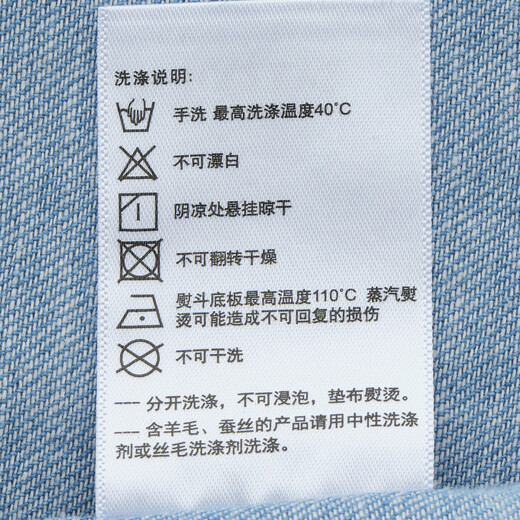 洗涤说明:
手洗 最高洗涤温度40°C
不可漂白
阴凉处悬挂晾干
不可翻转干燥
熨斗底板最高温度110°C 蒸汽熨
烫可能造成不可回复的损伤
不可干洗
--- 分开洗涤，不可浸泡，垫布熨烫。
--- 含羊毛、蚕丝的产品请用中性洗涤
剂或丝毛洗涤剂洗涤。